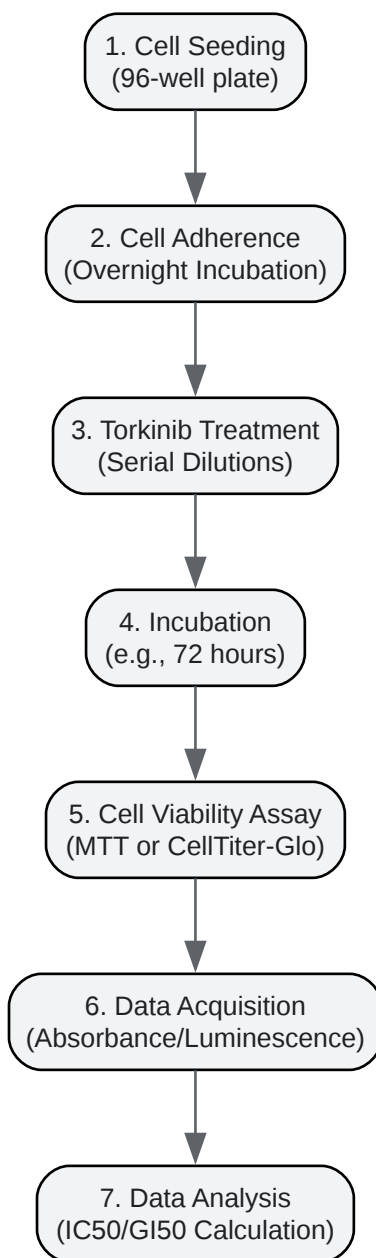 1. Cell Seeding
(96-well plate)
2. Cell Adherence
(Overnight Incubation)
3. Torkinib Treatment
(Serial Dilutions)
4. Incubation
(e.g., 72 hours)
5. Cell Viability Assay
(MTT or CellTiter-Glo)
6. Data Acquisition
(Absorbance/Luminescence)
7. Data Analysis
(IC50/GI50 Calculation)